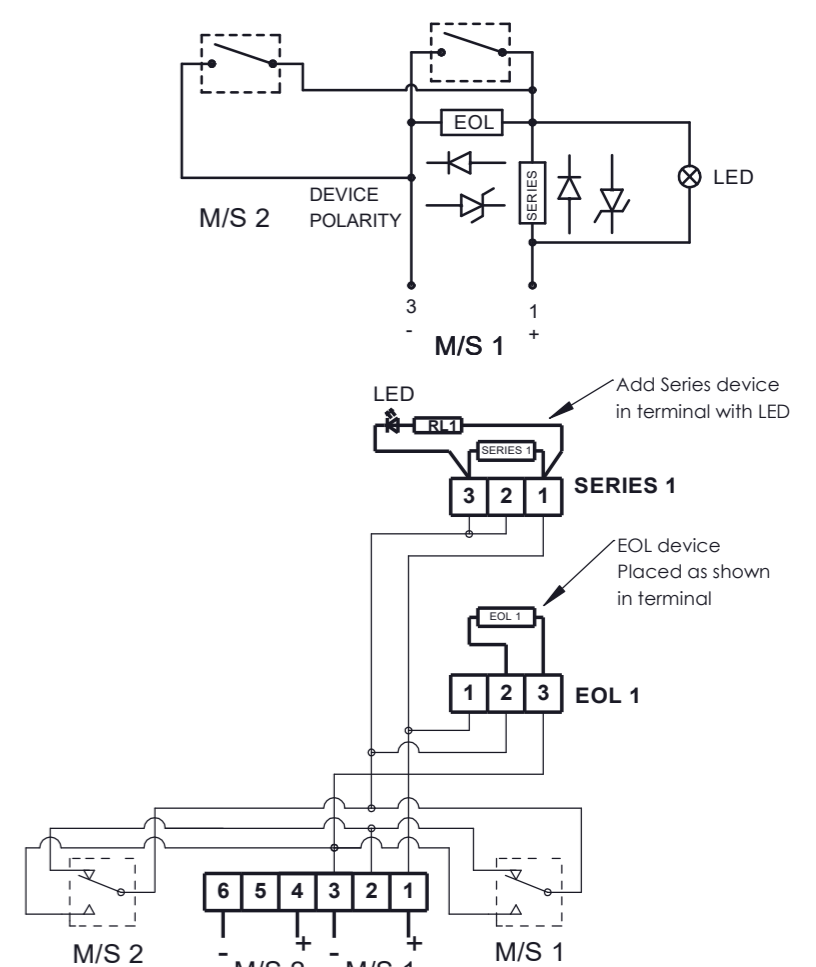 EOL
SERIES
LED
DEVICE
POLARITY
M/S 2
3
1
-
+
M/S 1
LED
Add Series device
in terminal with LED
RL1
SERIES 1
3 2 1
SERIES 1
EOL device
Placed as shown
in terminal
EOL 1
1 2 3
EOL 1
6 5 4 3 2 1
- + - +
M/S 2
M/S 1
M/S 2 M/S 1